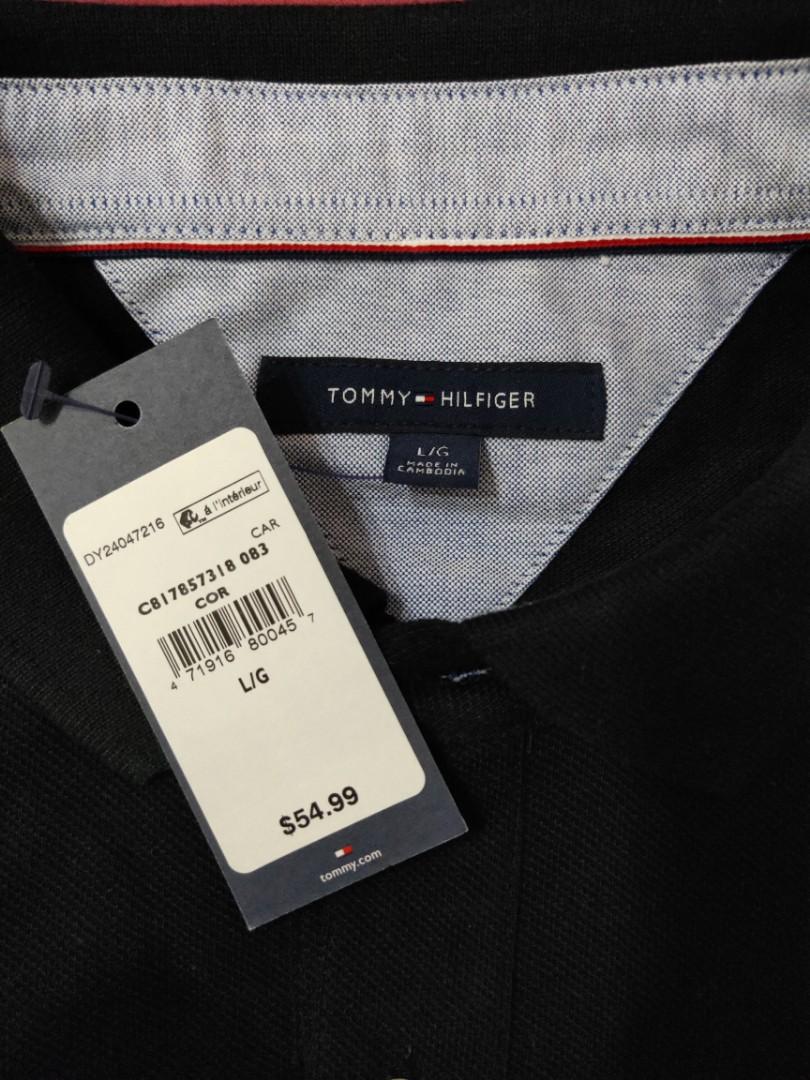 TOMMY HILFIGER
L/G
MADE IN
CAMBODIA
DY24047216
à l'intérieur
CAR
C817857318 083
COR
4 71916 80045 7
L/G
$54.99
tommy.com